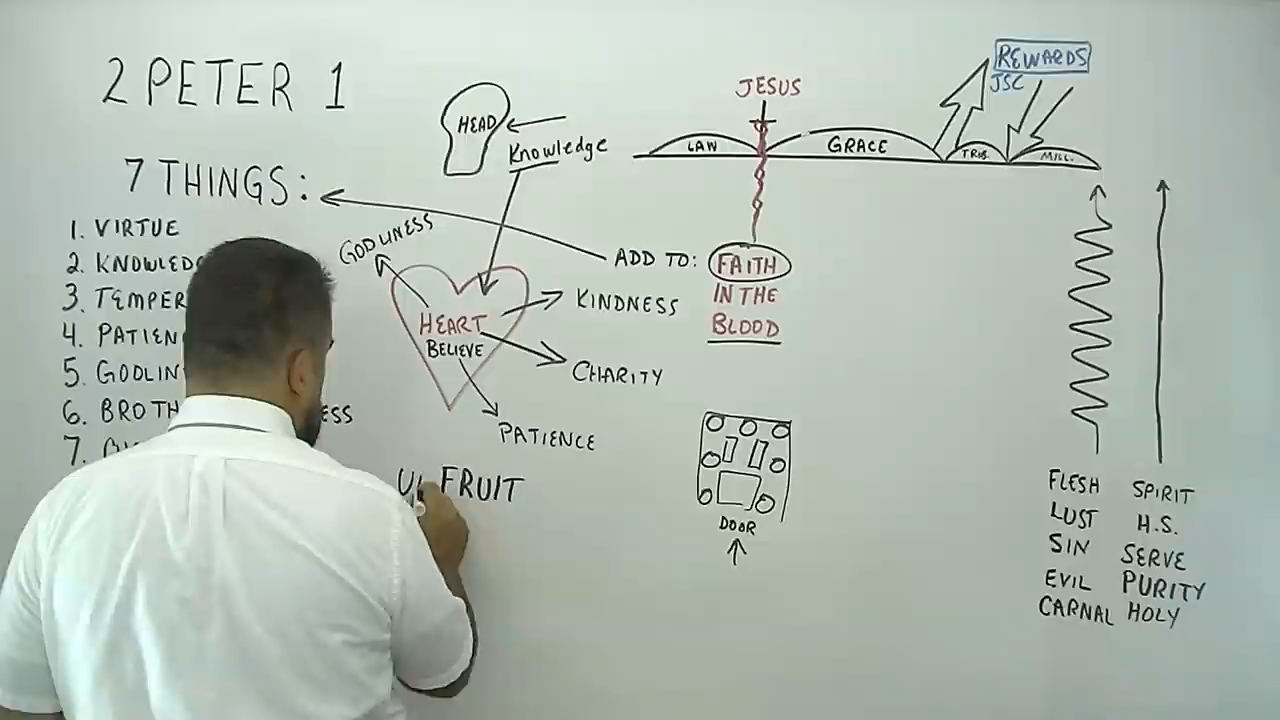 2 PETER 1
7 THINGS:
1. VIRTUE
2. KNOWLED
3. TEMPER
4. PATIEN
5. GODLIN
6. BROTH ESS
7.
HEAD
Knowledge
GODLINESS
HEART
BELIEVE
KINDNESS
CHARITY
PATIENCE
FRUIT
JESUS
LAW
GRACE
TRIB.
MILL.
REWARDS
JSC
ADD TO: FAITH
IN THE
BLOOD
DOOR
FLESH SPIRIT
LUST H.S.
SIN SERVE
EVIL PURITY
CARNAL HOLY